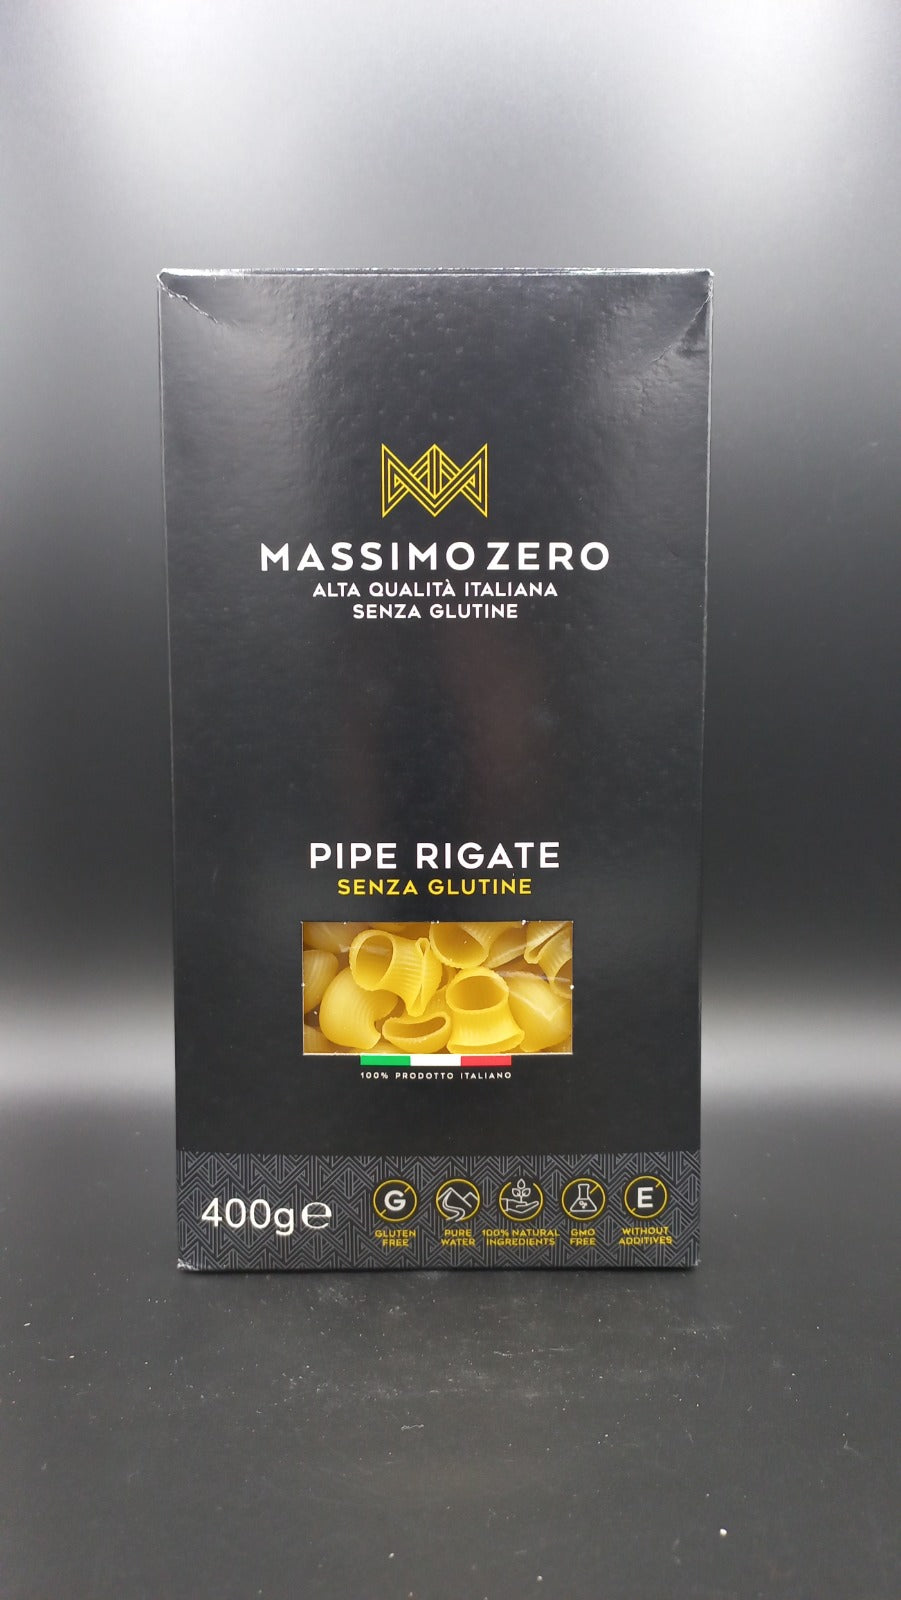 MASSIMO ZERO
ALTA QUALITÀ ITALIANA
SENZA GLUTINE
PIPE RIGATE
SENZA GLUTINE
100% PRODOTTO ITALIANO
400g ℮
G
GLUTEN
FREE
PURE
WATER
100% NATURAL
INGREDIENTS
GMO
FREE
E
WITHOUT
ADDITIVES